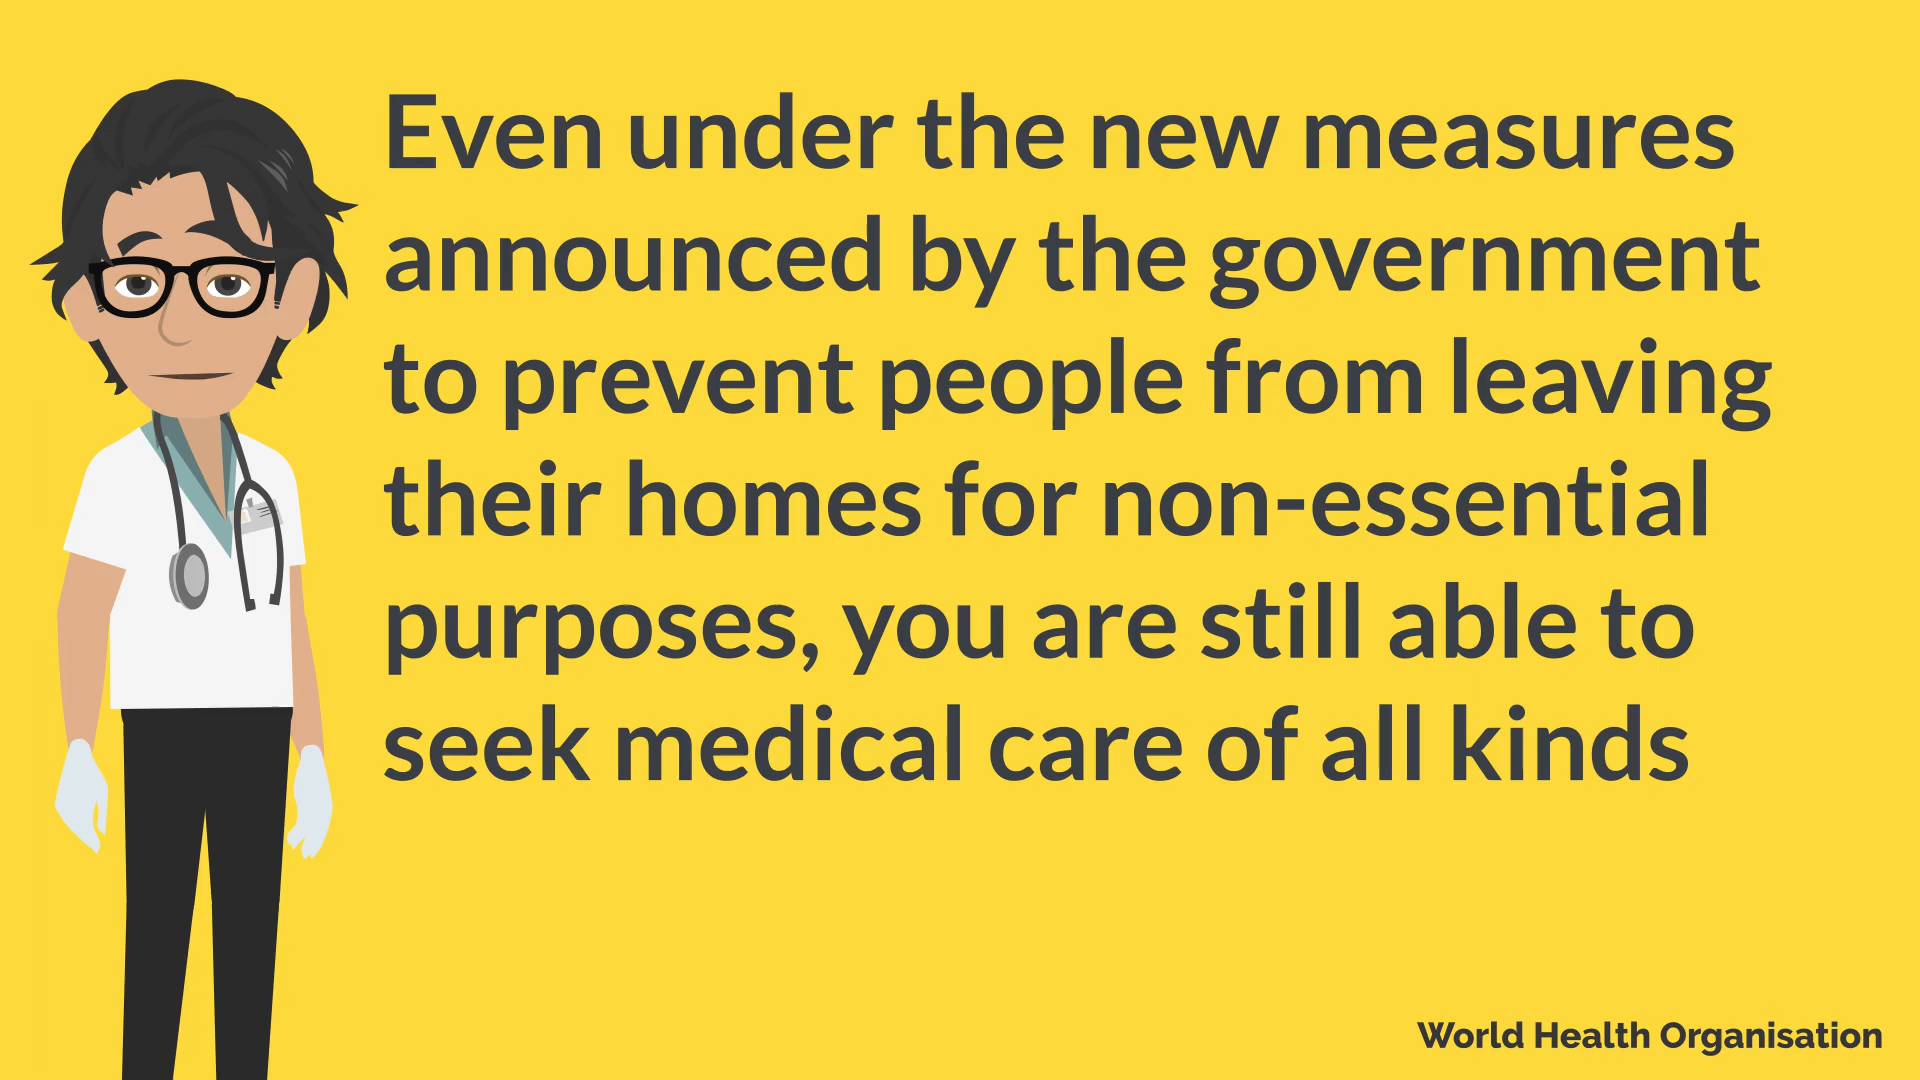 Even under the new measures
announced by the government
to prevent people from leaving
their homes for non-essential
purposes, you are still able to
seek medical care of all kinds
World Health Organisation